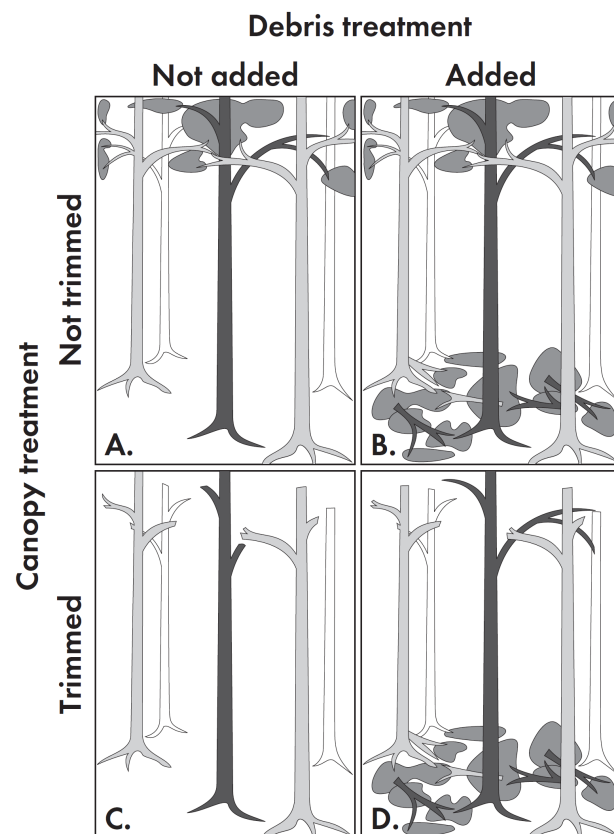 Debris treatment
Not added
Added
Canopy treatment
Not trimmed
A.
B.
Trimmed
C.
D.